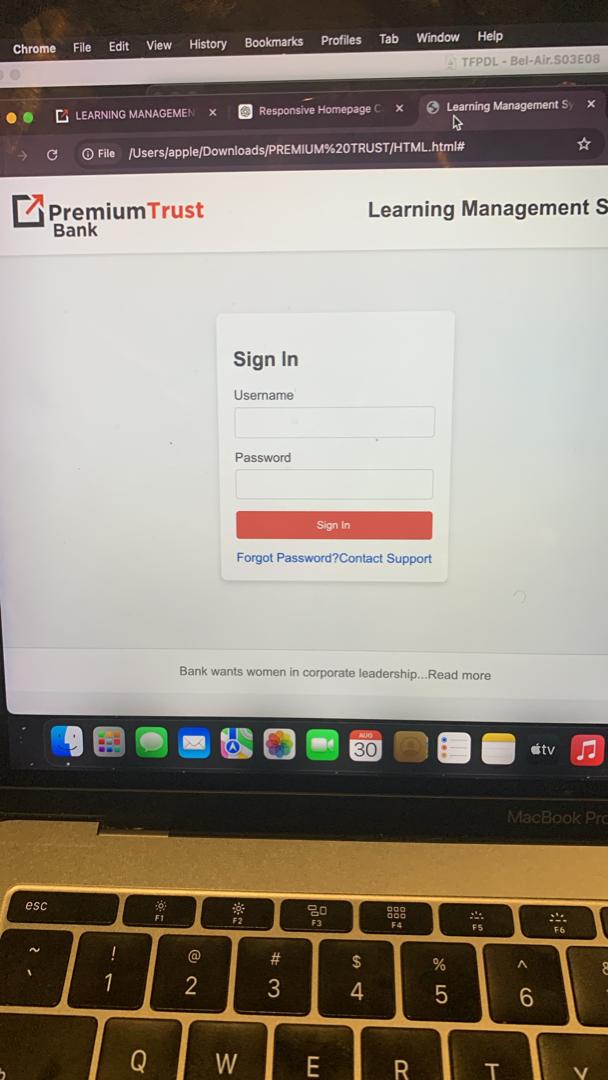 Chrome File Edit View History Bookmarks Profiles Tab Window Help
TFPDL - Bel-Air.S03E08
LEARNING MANAGEMEN × Responsive Homepage C × Learning Management Sy ×
File /Users/apple/Downloads/PREMIUM%20TRUST/HTML.html#
PremiumTrust
Bank
Learning Management S
Sign In
Username
Password
Sign In
Forgot Password?Contact Support
Bank wants women in corporate leadership...Read more
AUG
30
tv
MacBook Pro
esc F1 F2 F3 F4 F5 F6
~ ! @ # $ % ^
` 1 2 3 4 5 6
Q W E R T Y